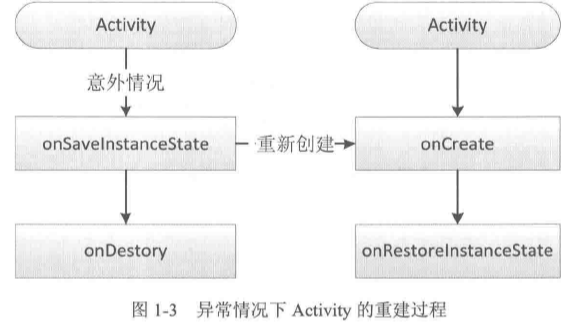 Activity
Activity
意外情况
onSaveInstanceState
重新创建
onCreate
onDestory
onRestoreInstanceState
图 1-3 异常情况下 Activity 的重建过程